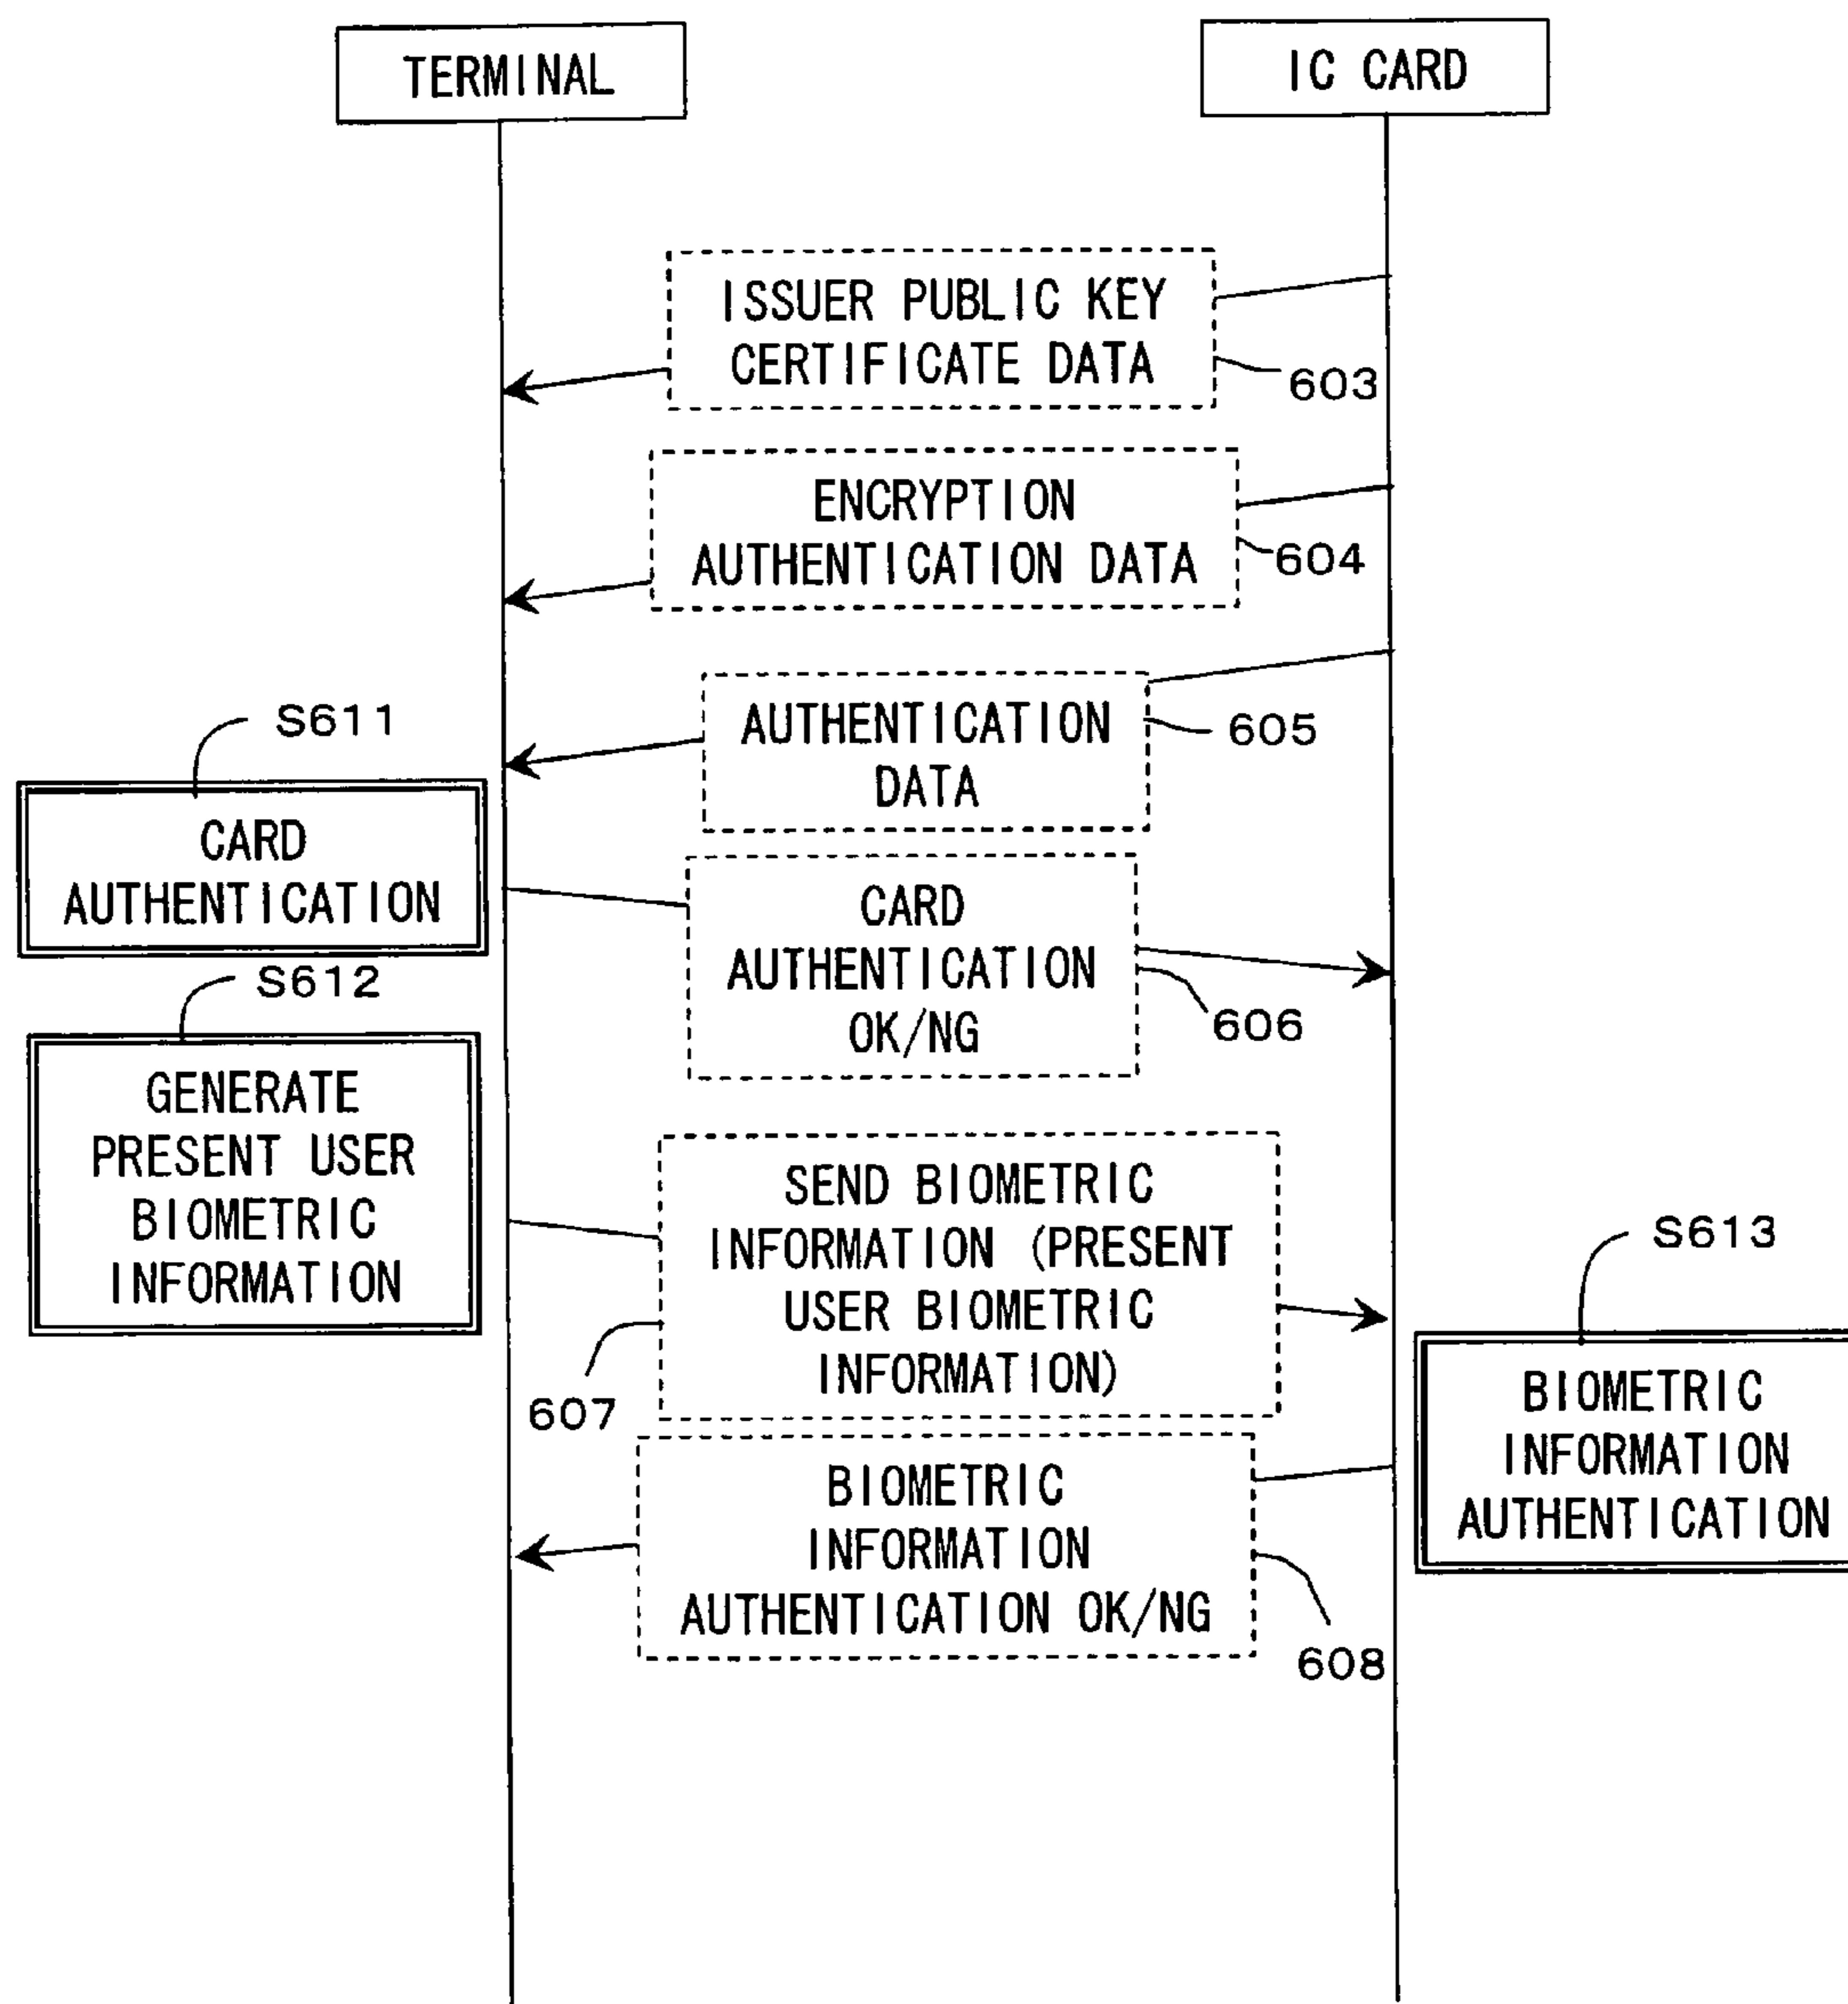 TERMINAL
IC CARD
ISSUER PUBLIC KEY
CERTIFICATE DATA
603
ENCRYPTION
AUTHENTICATION DATA
604
AUTHENTICATION
DATA
605
S611
CARD
AUTHENTICATION
CARD
AUTHENTICATION
OK/NG
606
S612
GENERATE
PRESENT USER
BIOMETRIC
INFORMATION
SEND BIOMETRIC
INFORMATION (PRESENT
USER BIOMETRIC
INFORMATION)
607
S613
BIOMETRIC
INFORMATION
AUTHENTICATION
BIOMETRIC
INFORMATION
AUTHENTICATION OK/NG
608